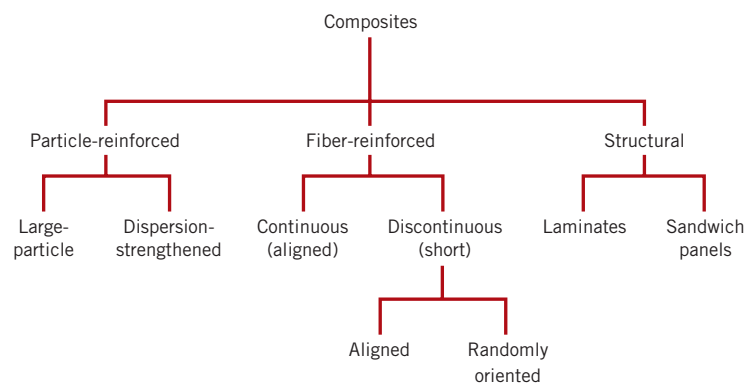 Composites
Particle-reinforced
Fiber-reinforced
Structural
Large-
particle
Dispersion-
strengthened
Continuous
(aligned)
Discontinuous
(short)
Laminates
Sandwich
panels
Aligned
Randomly
oriented